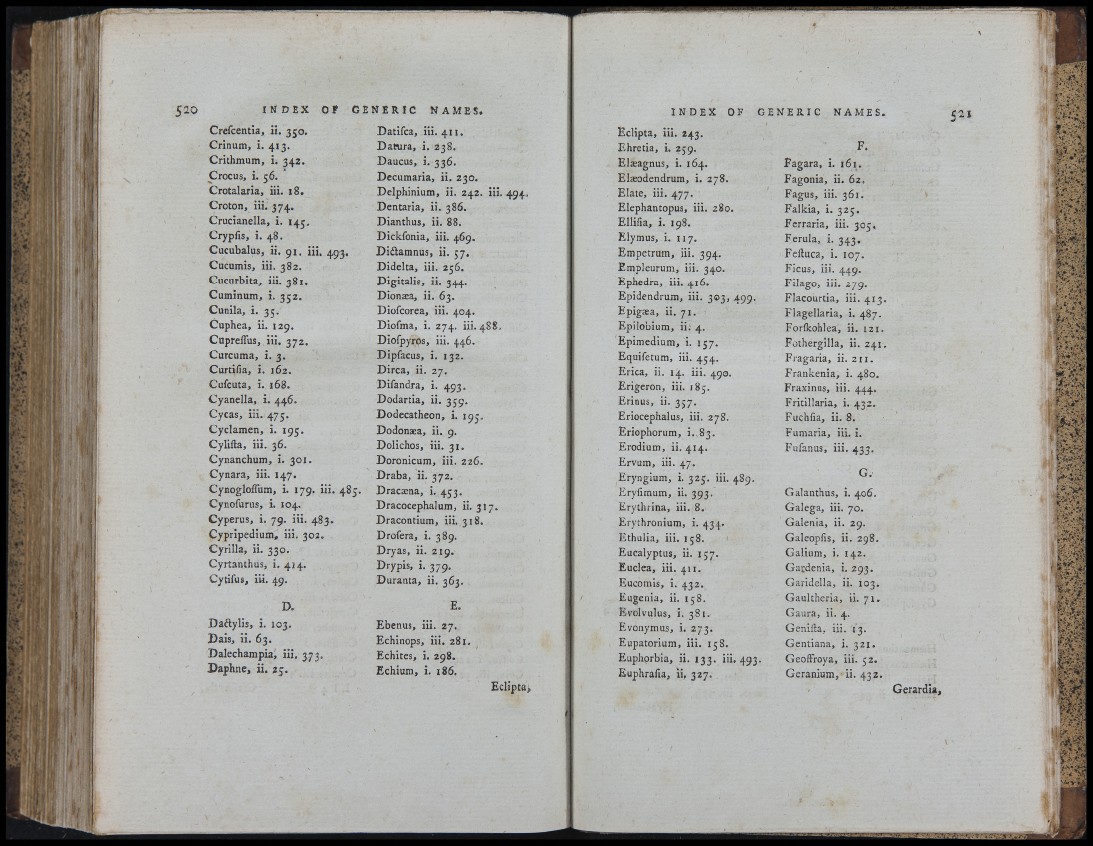 520 INDEX OF GENERIC NAMES.
Creſcentia, ii. 350.
Crinum, i. 413.
Crithmum, i. 342.
Crocus, i. 56.
Crotalaria, iii. 18.
Croton, iii. 374.
Crucianella, i. 145.
Crypſis, i. 48.
Cucubalus, ii. 91. iii. 493.
Cucumis, iii. 382.
Cucurbita, iii. 381.
Cuminum, i. 352.
Cunila, i. 35.
Cuphea, ii. 129.
Cupreſſus, iii. 372.
Curcuma, i. 3.
Curtiſia, i. 162.
Cuſcuta, i. 168.
Cyanella, i. 446.
Cycas, iii. 475.
Cyclamen, i. 195.
Cyliſta, iii. 36.
Cynanchum, i. 301.
Cynara, iii. 147.
Cynogloſſum, i. 179. iii. 485.
Cynoſurus, i. 104.
Cyperus, i. 79. iii. 483.
Cypripedium, iii. 302.
Cyrilla, ii. 330.
Cyrtanthus, i. 414.
Cytiſus, iii. 49.
D.
Dactylis, i. 103.
Dais, ii. 63.
Dalechampia, iii. 373.
Daphne, ii. 25.
Datiſca, iii. 411.
Datura, i. 238.
Daucus, i. 336.
Decumaria, ii. 230.
Delphinium, ii. 242. iii. 494.
Dentaria, ii. 386.
Dianthus, ii. 88.
Dickſonia, iii. 469.
Dictamnus, ii. 57.
Didelta, iii. 256.
Digitalis, ii. 344.
Dionæa, ii. 63.
Dioſcorea, iii. 404.
Dioſma, i. 274. iii. 488.
Dioſpyros, iii. 446.
Dipſacus, i. 132.
Dirca, ii. 27.
Diſandra, i. 493.
Dodartia, ii. 359.
Dodecatheon, i. 195.
Dodonæa, ii. 9.
Dolichos, iii. 31.
Doronicum, iii. 226.
Draba, ii. 372.
Dracæna, i. 453.
Dracocephalum, ii. 317.
Dracontium, iii. 318.
Droſera, i. 389.
Dryas, ii. 219.
Drypis, i. 379.
Duranta, ii. 363.
E.
Ebenus, iii. 27.
Echinops, iii. 281.
Echites, i. 298.
Echium, i. 186.
Eclipta,
INDEX OF GENERIC NAMES. 521
Eclipta, iii. 243.
Ehretia, i. 259.
Elæagnus, i. 164.
Elæodendrum, i. 278.
Elate, iii. 477.
Elephantopus, iii. 280.
Elliſia, i. 198.
Elymus, i. 117.
Empetrum, iii. 394.
Empleurum, iii. 340.
Ephedra, iii. 416.
Epidendrum, iii. 303, 499.
Epigæa, ii. 71.
Epilobium, ii. 4.
Epimedium, i. 157.
Equiſetum, iii. 454.
Erica, ii. 14. iii. 490.
Erigeron, iii. 185.
Erinus, ii. 357.
Eriocephalus, iii. 278.
Eriophorum, i. 83.
Erodium, ii. 414.
Ervum, iii. 47.
Eryngium, i. 325. iii. 489.
Eryſimum, ii. 393.
Erythrina, iii. 8.
Erythronium, i. 434.
Ethulia, iii. 158.
Eucalyptus, ii. 157.
Euclea, iii. 411.
Eucomis, i. 432.
Eugenia, ii. 158.
Evolvulus, i. 381.
Evonymus, i. 273.
Eupatorium, iii. 158.
Euphorbia, ii. 133. iii. 493.
Euphraſia, ii. 327.
F.
Fagara, i. 161.
Fagonia, ii. 62.
Fagus, iii. 361.
Falkia, i. 325.
Ferraria, iii. 305.
Ferula, i. 343.
Feſtuca, i. 107.
Ficus, iii. 449.
Filago, iii. 279.
Flacourtia, iii. 413.
Flagellaria, i. 487.
Forſkohlea, ii. 121.
Fothergilla, ii. 241.
Fragaria, ii. 211.
Frankenia, i. 480.
Fraxinus, iii. 444.
Fritillaria, i. 432.
Fuchſia, ii. 8.
Fumaria, iii. i.
Fuſanus, iii. 433.
G.
Galanthus, i. 406.
Galega, iii. 70.
Galenia, ii. 29.
Galeopſis, ii. 298.
Galium, i. 142.
Gardenia, i. 293.
Garidella, ii. 103.
Gaultheria, ii. 71.
Gaura, ii. 4.
Geniſta, iii. 13.
Gentiana, i. 321.
Geoffroya, iii. 52.
Geranium, ii. 432.
Gerardia,